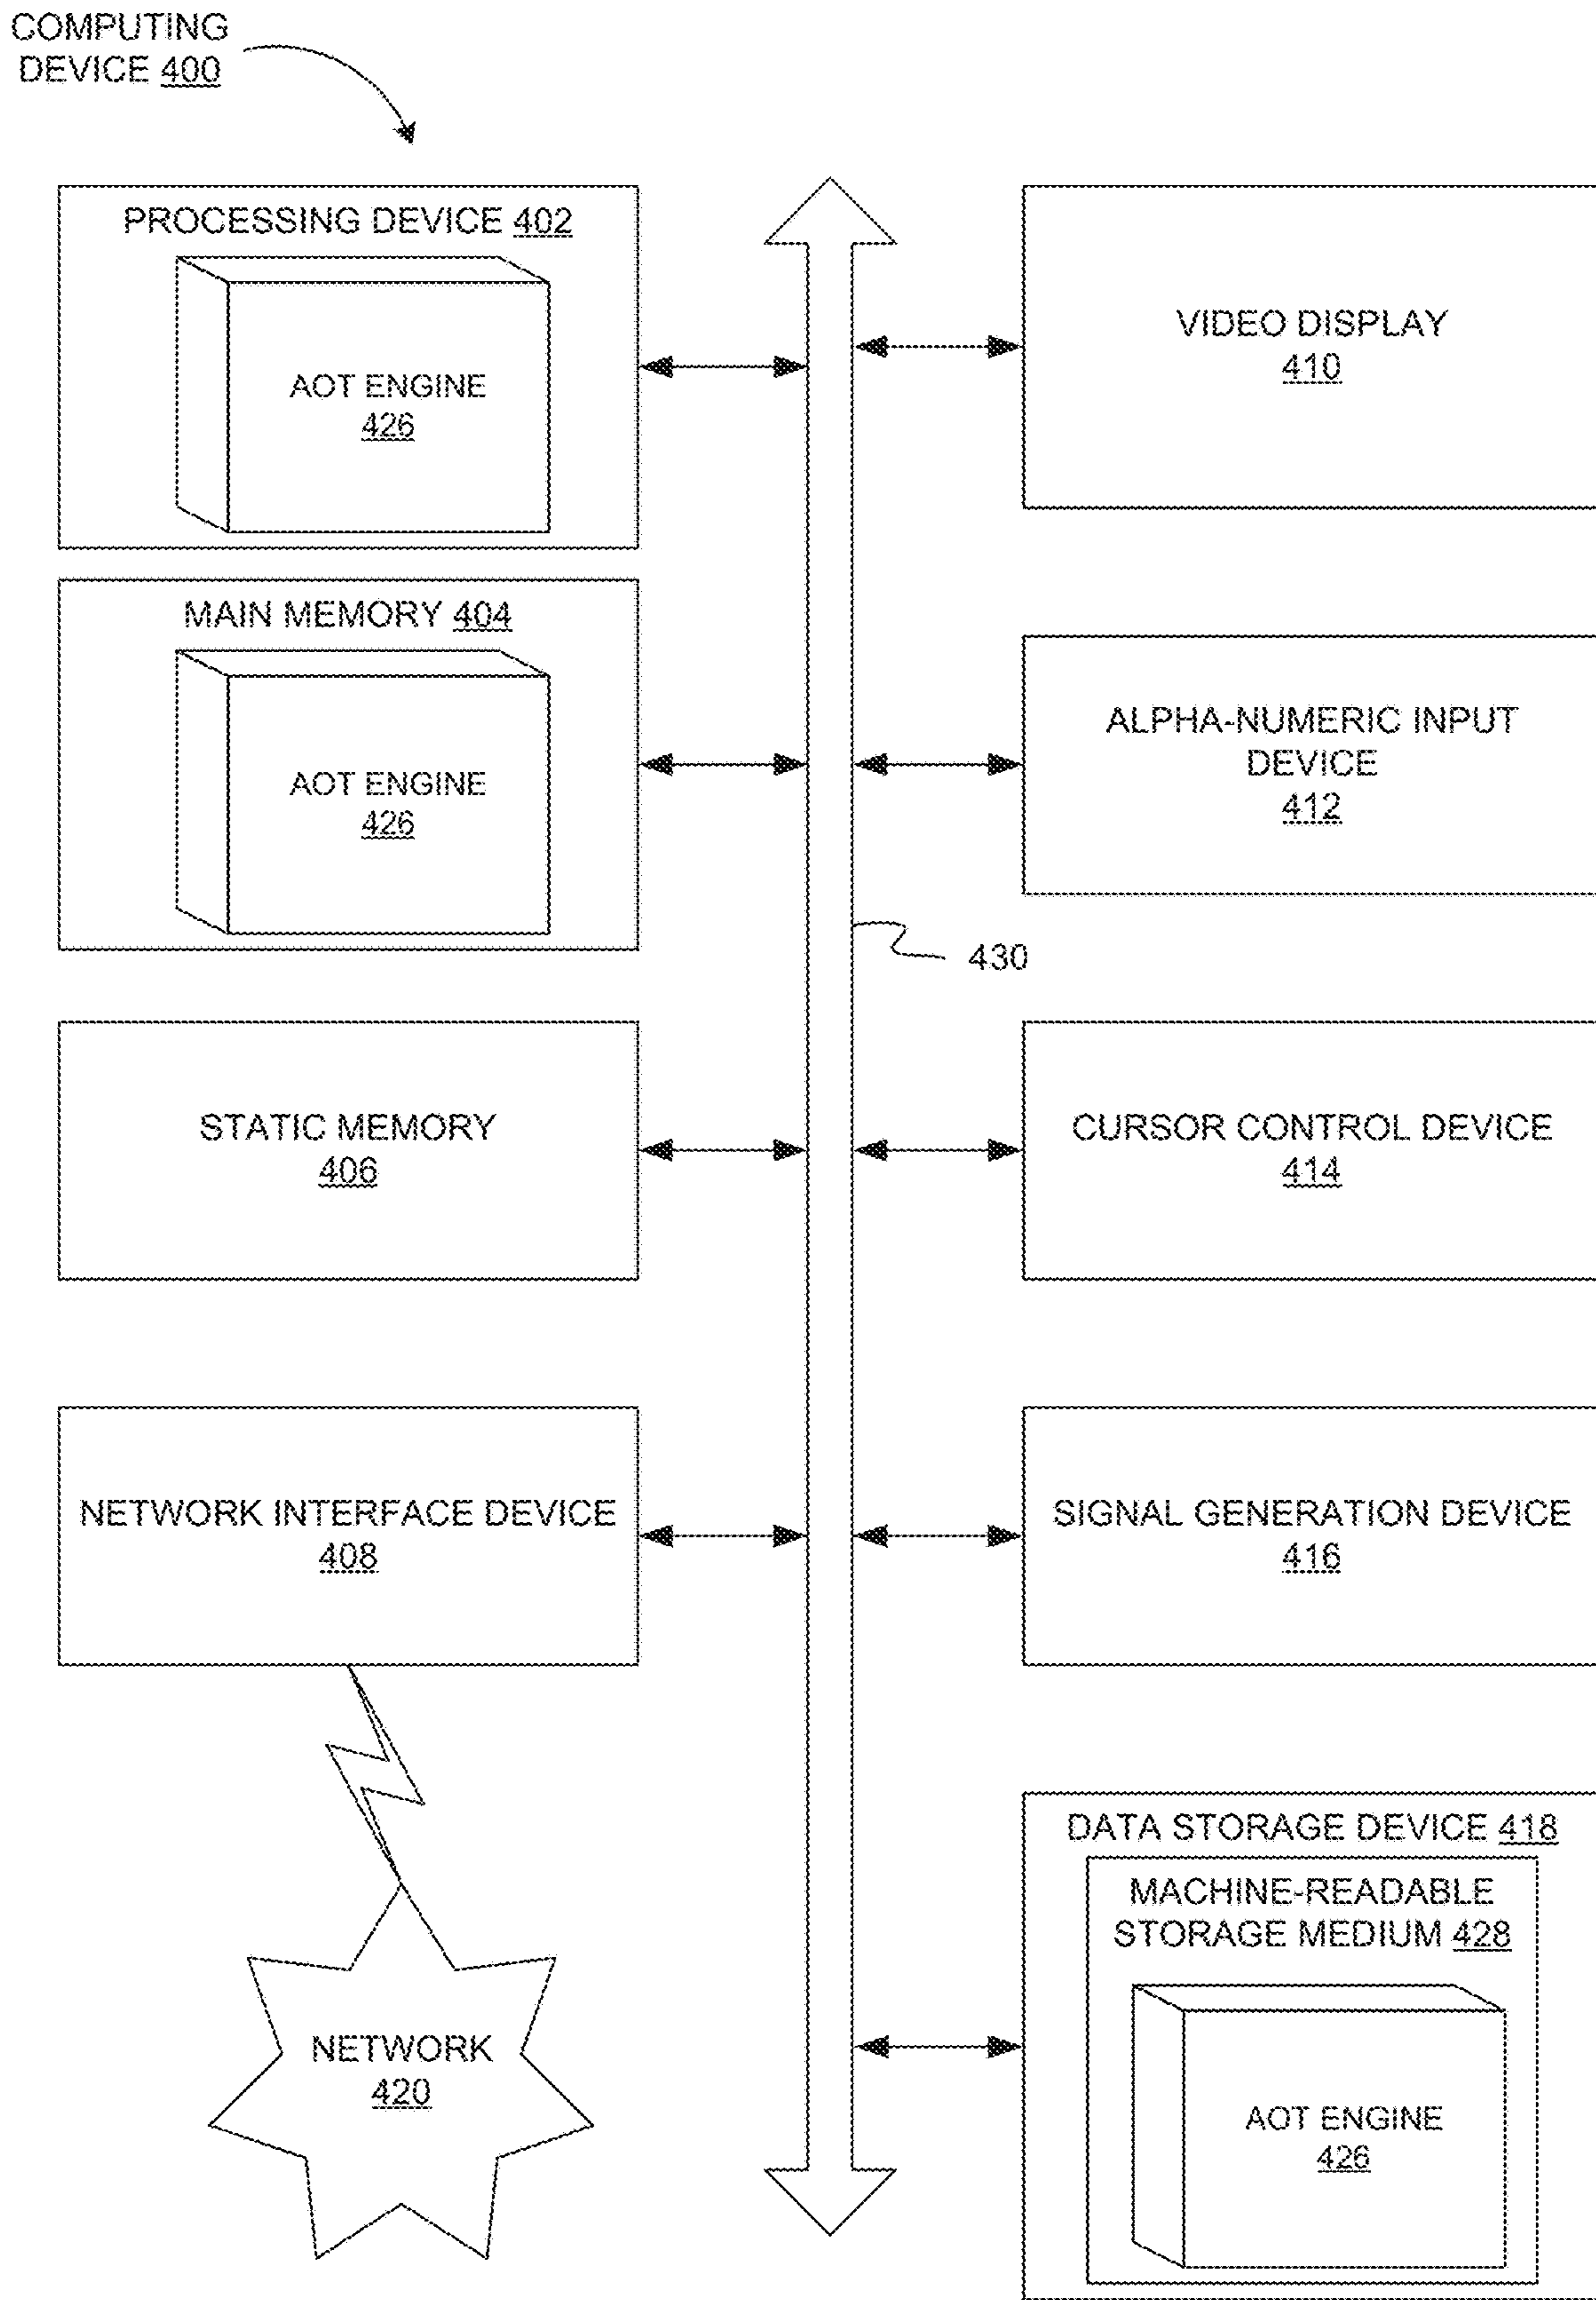 COMPUTING
DEVICE 400
PROCESSING DEVICE 402
AOT ENGINE
426
MAIN MEMORY 404
AOT ENGINE
426
STATIC MEMORY
406
NETWORK INTERFACE DEVICE
408
NETWORK
420
430
VIDEO DISPLAY
410
ALPHA-NUMERIC INPUT
DEVICE
412
CURSOR CONTROL DEVICE
414
SIGNAL GENERATION DEVICE
416
DATA STORAGE DEVICE 418
MACHINE-READABLE
STORAGE MEDIUM 428
AOT ENGINE
426